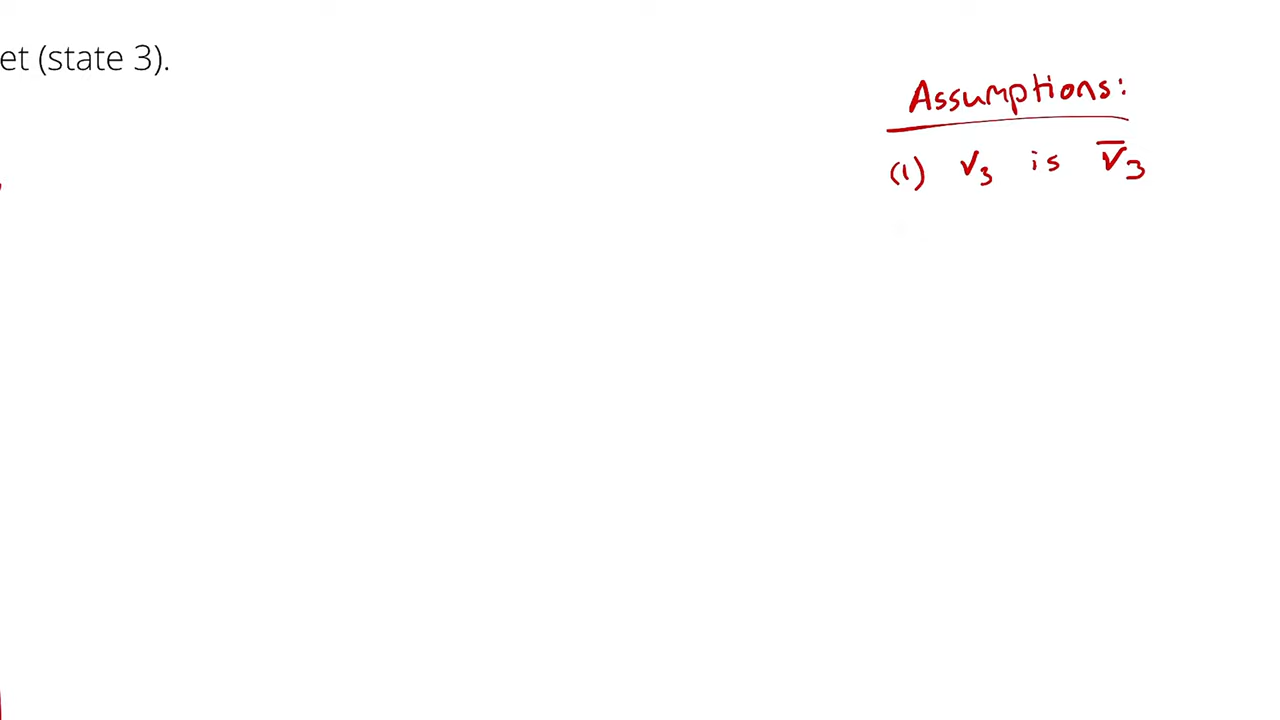 et (state 3).
Assumptions:
(1) v₃ is v̅₃